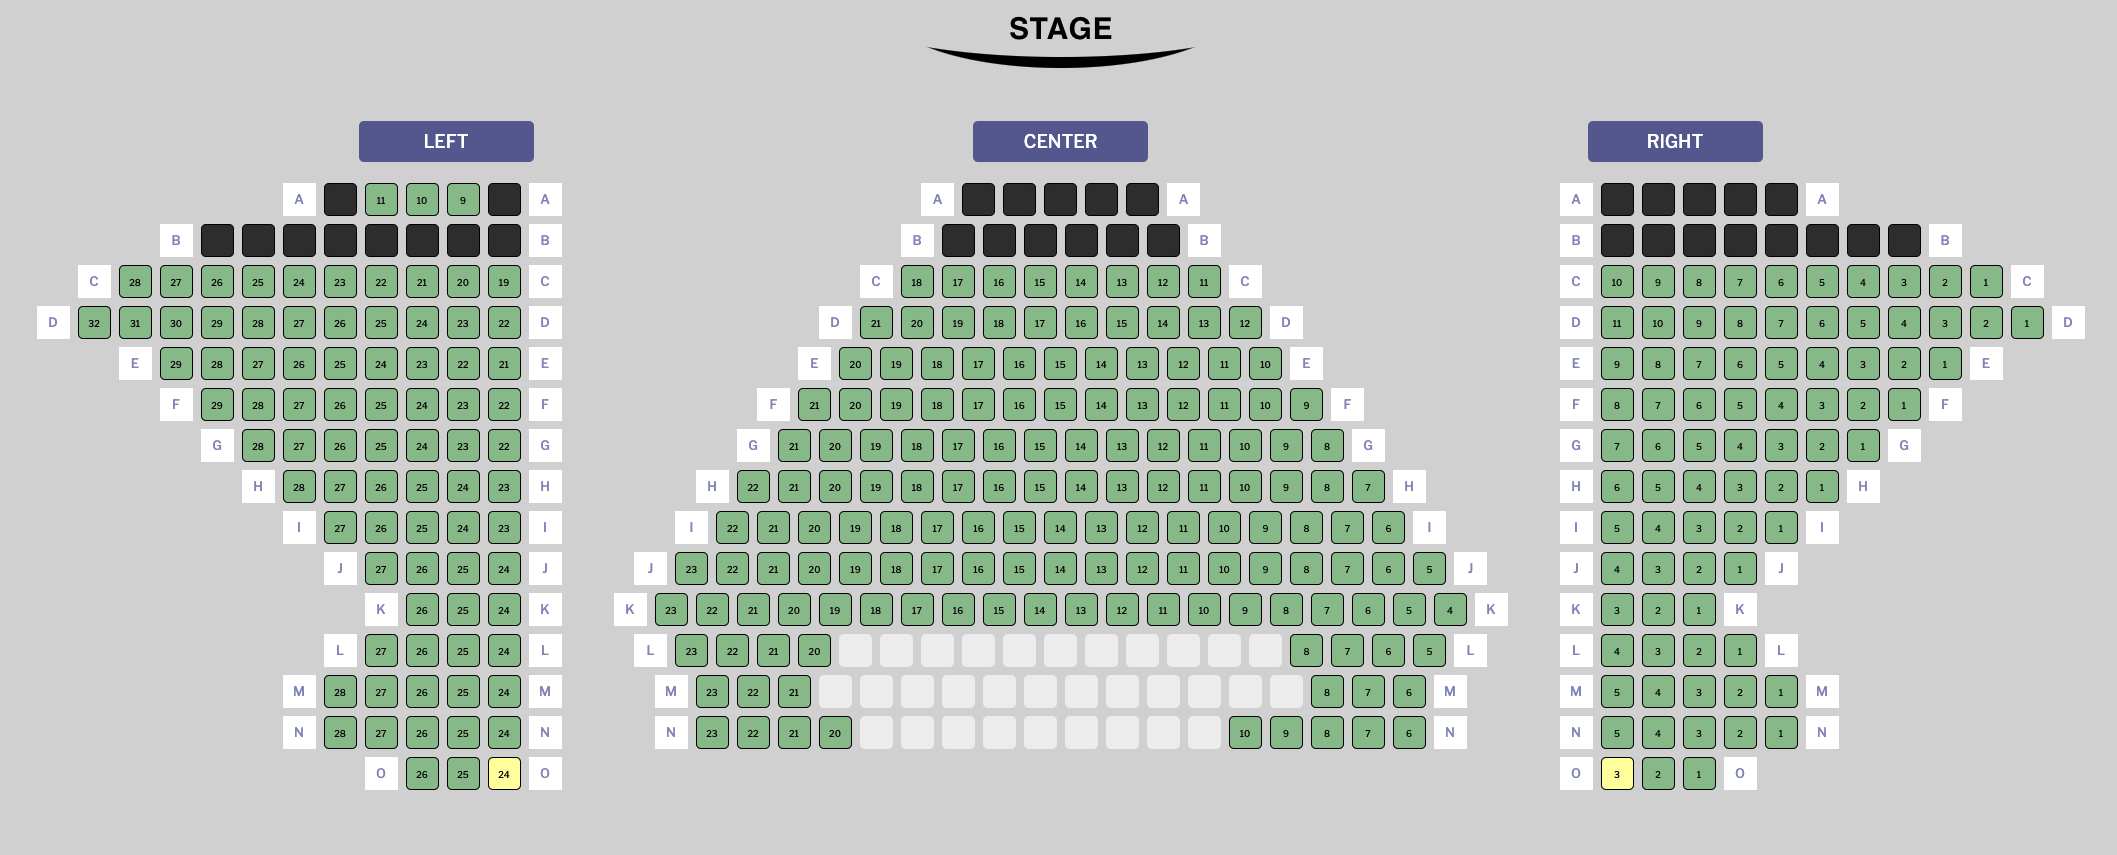 STAGE
LEFT CENTER RIGHT
A 11 10 9 A A A A A
B B B B B B
C 28 27 26 25 24 23 22 21 20 19 C C 18 17 16 15 14 13 12 11 C C 10 9 8 7 6 5 4 3 2 1 C
D 32 31 30 29 28 27 26 25 24 23 22 D D 21 20 19 18 17 16 15 14 13 12 D D 11 10 9 8 7 6 5 4 3 2 1 D
E 29 28 27 26 25 24 23 22 21 E E 20 19 18 17 16 15 14 13 12 11 10 E E 9 8 7 6 5 4 3 2 1 E
F 29 28 27 26 25 24 23 22 F F 21 20 19 18 17 16 15 14 13 12 11 10 9 F F 8 7 6 5 4 3 2 1 F
G 28 27 26 25 24 23 22 G G 21 20 19 18 17 16 15 14 13 12 11 10 9 8 G G 7 6 5 4 3 2 1 G
H 28 27 26 25 24 23 H H 22 21 20 19 18 17 16 15 14 13 12 11 10 9 8 7 H H 6 5 4 3 2 1 H
I 27 26 25 24 23 I I 22 21 20 19 18 17 16 15 14 13 12 11 10 9 8 7 6 I I 5 4 3 2 1 I
J 27 26 25 24 J J 23 22 21 20 19 18 17 16 15 14 13 12 11 10 9 8 7 6 5 J J 4 3 2 1 J
K 26 25 24 K K 23 22 21 20 19 18 17 16 15 14 13 12 11 10 9 8 7 6 5 4 K K 3 2 1 K
L 27 26 25 24 L L 23 22 21 20 8 7 6 5 L L 4 3 2 1 L
M 28 27 26 25 24 M M 23 22 21 8 7 6 M M 5 4 3 2 1 M
N 28 27 26 25 24 N N 23 22 21 20 10 9 8 7 6 N N 5 4 3 2 1 N
O 26 25 24 O O 3 2 1 O